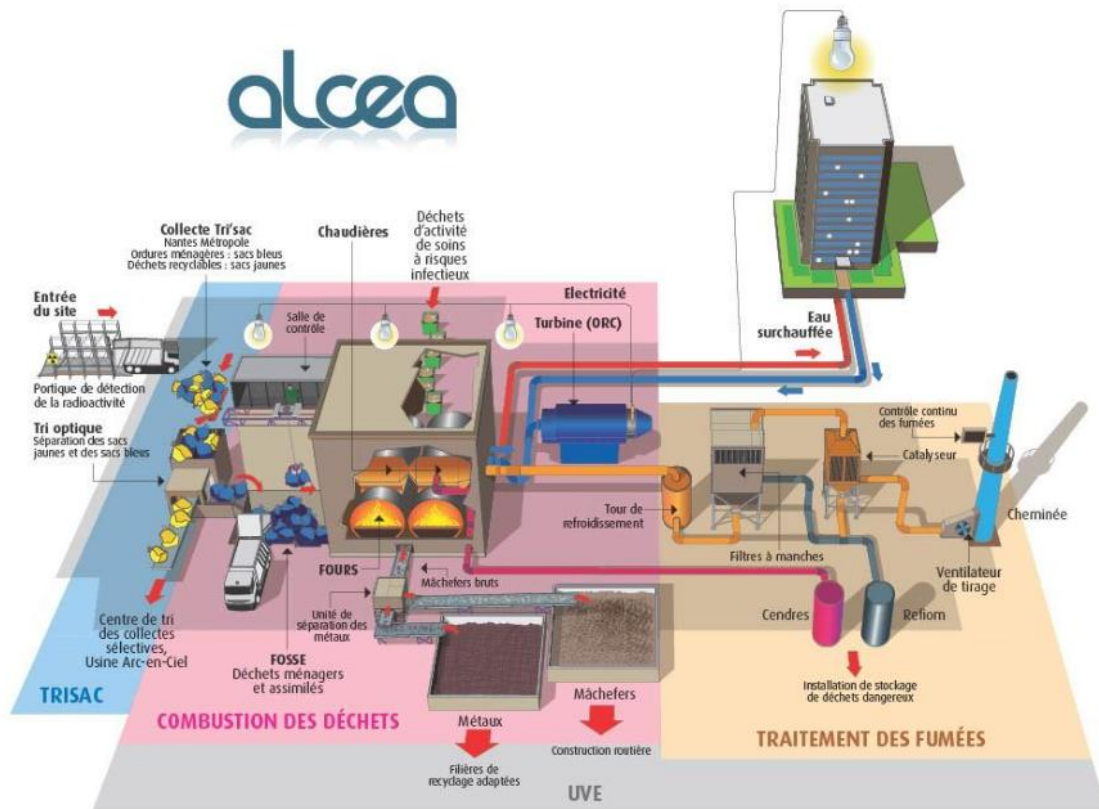 alcea
Collecte Tri'sac
Nantes Métropole
Ordures ménagères : sacs bleus
Déchets recyclables : sacs jaunes
Chaudières
Déchets
d'activité
de soins
à risques
infectieux
Entrée
du site
Salle de
contrôle
Electricité
Turbine (ORC)
Eau
surchauffée
Portique de détection
de la radioactivité
Tri optique
Séparation des sacs
jaunes et des sacs bleus
Contrôle continu
des fumées
Catalyseur
Tour de
refroidissement
Cheminée
Filtres à manches
FOURS
Mâchefers bruts
Ventilateur
de tirage
Unité de
séparation des
métaux
Cendres
Refiom
Centre de tri
des collectes
sélectives,
Usine Arc-en-Ciel
FOSSE
Déchets ménagers
et assimilés
Installation de stockage
de déchets dangereux
TRISAC
COMBUSTION DES DÉCHETS
Métaux
Mâchefers
TRAITEMENT DES FUMÉES
Construction routière
Filières de
recyclage adaptées
UVE